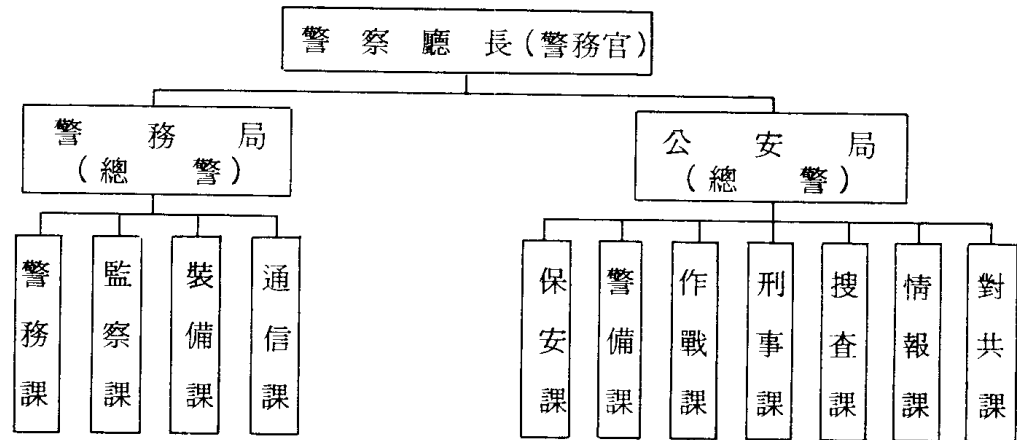 警察廳長(警務官)
警務局
(總警)
公安局
(總警)
警務課
監察課
裝備課
通信課
保安課
警備課
作戰課
刑事課
搜查課
情報課
對共課